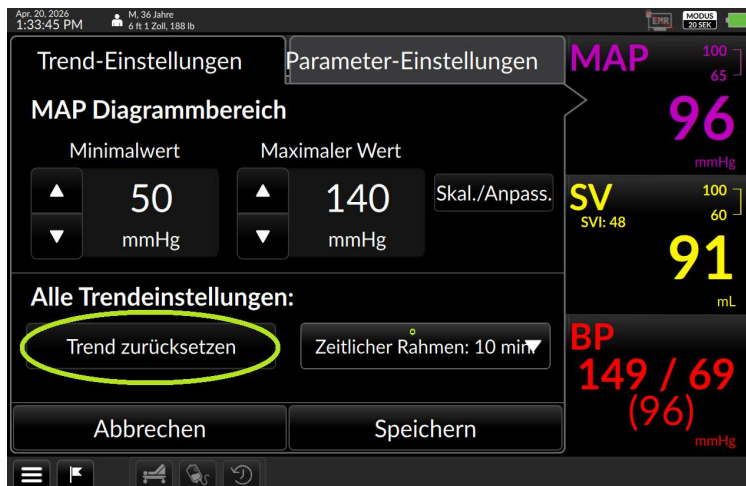 Apr. 20, 2026
1:33:45 PM
M, 36 Jahre
6 ft 1 Zoll, 188 lb
EMR
MODUS
20 SEK
Trend-Einstellungen
Parameter-Einstellungen
MAP Diagrammbereich
Minimalwert
Maximaler Wert
50
mmHg
140
mmHg
Skal./Anpass.
Alle Trendeinstellungen:
Trend zurücksetzen
Zeitlicher Rahmen: 10 min
Abbrechen
Speichern
MAP
100
65
96
mmHg
SV
SVI: 48
100
60
91
mL
BP
149 / 69
(96)
mmHg